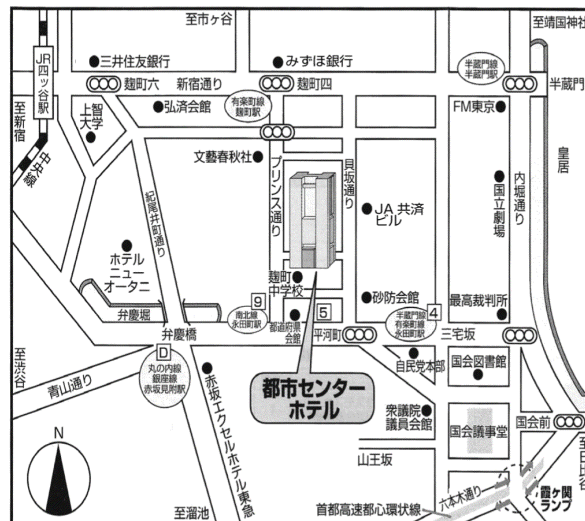 至市ヶ谷
至靖国神社
JR四ツ谷駅
三井住友銀行
みずほ銀行
半蔵門線
半蔵門駅
麹町六
新宿通り
麹町四
半蔵門
至新宿
上智
大学
弘済会館
有楽町線
麹町駅
FM東京
皇居
中央線
文藝春秋社
プリンス通り
貝坂通り
内堀通り
国立劇場
JA 共済
ビル
紀尾井町通り
ホテル
ニュー
オータニ
麹町
中学校
砂防会館
最高裁判所
弁慶堀
南北線
永田町駅
9
都道府県
会館
5
4
半蔵門線
有楽町線
永田町駅
弁慶橋
平河町
三宅坂
至渋谷
D
丸の内線
銀座線
赤坂見附駅
青山通り
自民党本部
国会図書館
都市センター
ホテル
赤坂エクセルホテル東急
衆議院
議員会館
国会議事堂
国会前
至日比谷
山王坂
N
六本木通り
霞ヶ関
ランプ
至溜池
首都高速都心環状線